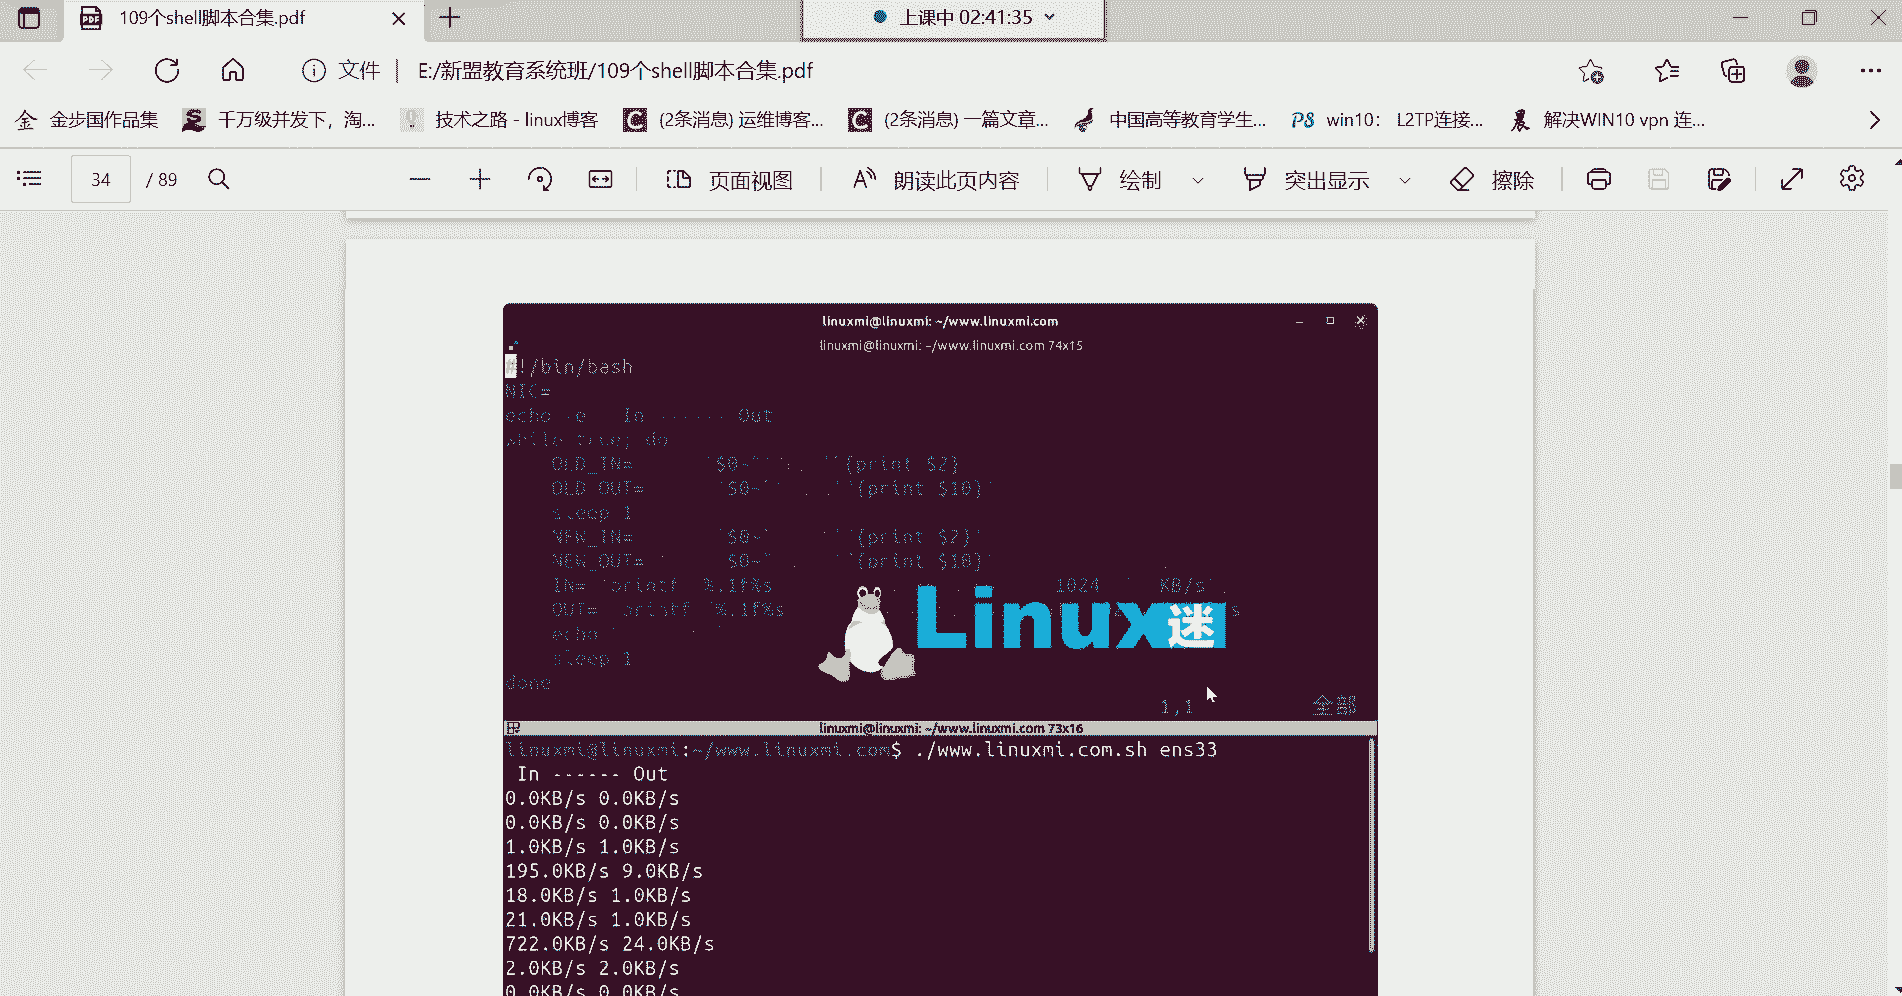 109个shell脚本合集.pdf
上课中 02:41:35
文件
E:/新盟教育系统班/109个shell脚本合集.pdf
金步国作品集
千万级并发下，淘...
技术之路 - linux博客
(2条消息) 运维博客...
(2条消息) 一篇文章...
中国高等教育学生...
win10： L2TP连接...
解决WIN10 vpn 连...
34 / 89
页面视图
朗读此页内容
绘制
突出显示
擦除
linuxmi@linuxmi: ~/www.linuxmi.com
linuxmi@linuxmi: ~/www.linuxmi.com 74x15
#!/bin/bash
NIC=
echo -e In ------ Out
while true; do
OLD_IN= $0~ {print $2}
OLD_OUT= $0~ {print $10}
sleep 1
NEW_IN= $0~ {print $2}
NEW_OUT= $0~ {print $10}
IN= printf %.1f%s 1024 KB/s
OUT= printf %.1f%s
echo
sleep 1
done
Linux迷
1,1 全部
linuxmi@linuxmi: ~/www.linuxmi.com 73x16
linuxmi@linuxmi:~/www.linuxmi.com$ ./www.linuxmi.com.sh ens33
In ------ Out
0.0KB/s 0.0KB/s
0.0KB/s 0.0KB/s
1.0KB/s 1.0KB/s
195.0KB/s 9.0KB/s
18.0KB/s 1.0KB/s
21.0KB/s 1.0KB/s
722.0KB/s 24.0KB/s
2.0KB/s 2.0KB/s
0.0KB/s 0.0KB/s